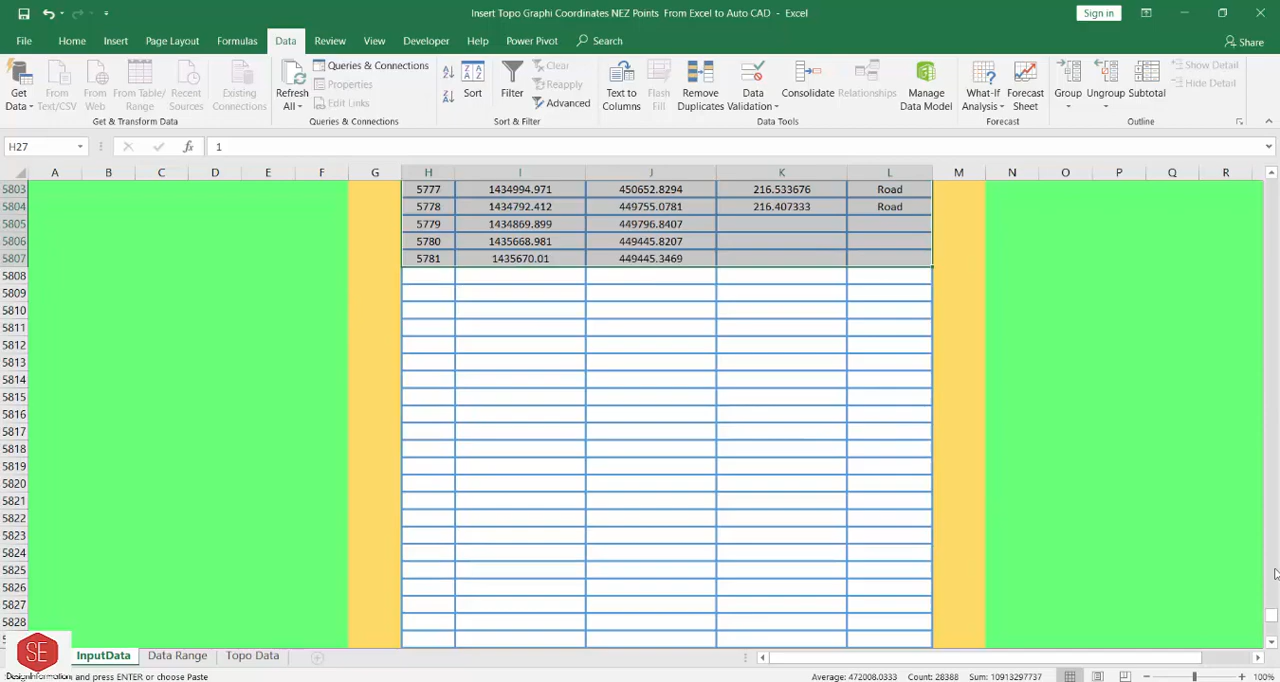 Insert Topo Graphi Coordinates NEZ Points From Excel to Auto CAD - Excel
Sign in
File Home Insert Page Layout Formulas Data Review View Developer Help Power Pivot Search Share
Get Data
From Text/CSV
From Web
From Table/ Range
Recent Sources
Existing Connections
Get & Transform Data
Refresh All
Queries & Connections
Properties
Edit Links
Queries & Connections
Sort
Filter
Clear
Reapply
Advanced
Sort & Filter
Text to Columns
Flash Fill
Remove Duplicates
Data Validation
Consolidate
Relationships
Manage Data Model
Data Tools
What-If Analysis
Forecast Sheet
Forecast
Group
Ungroup
Subtotal
Show Detail
Hide Detail
Outline
H27 fx 1
A B C D E F G H I J K L M N O P Q R
5803 5777 1434994.971 450652.8294 216.533676 Road
5804 5778 1434792.412 449755.0781 216.407333 Road
5805 5779 1434869.899 449796.8407
5806 5780 1435668.981 449445.8207
5807 5781 1435670.01 449445.3469
5808
5809
5810
5811
5812
5813
5814
5815
5816
5817
5818
5819
5820
5821
5822
5823
5824
5825
5826
5827
5828
SE
InputData Data Range Topo Data
and press ENTER or choose Paste
Average: 472008.0333 Count: 28388 Sum: 10913297737 100%